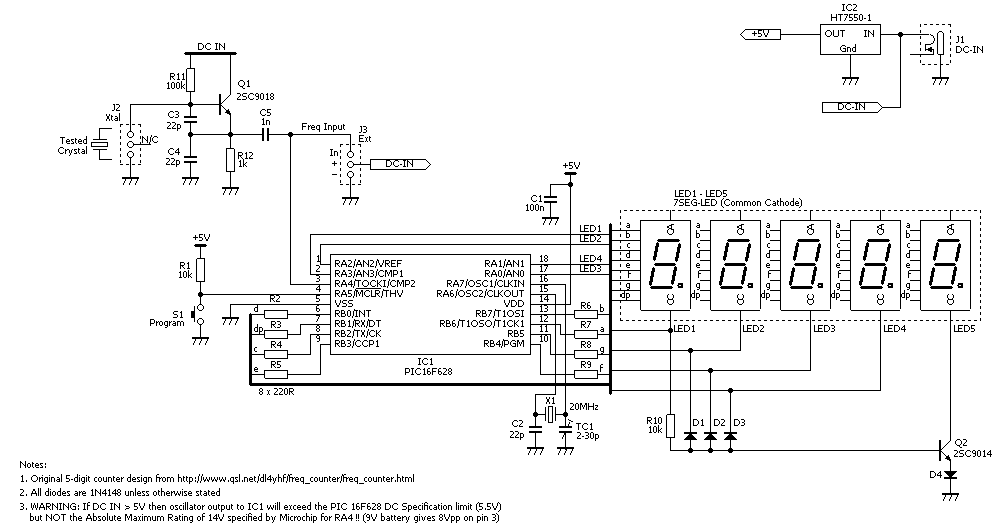 IC2
HT7550-1
+5V
OUT
IN
Gnd
J1
DC-IN
DC-IN
DC IN
R11
100k
Q1
2SC9018
J2
Xtal
C3
22p
C5
1n
N/C
Tested
Crystal
C4
22p
R12
1k
Freq Input
J3
Ext
In
+
-
DC-IN
+5V
C1
100n
LED1 - LED5
7SEG-LED (Common Cathode)
LED1
LED2
LED4
LED3
a
b
c
d
e
f
g
dp
a
b
c
d
e
f
g
dp
a
b
c
d
e
f
g
dp
a
b
c
d
e
f
g
dp
a
b
c
d
e
f
g
dp
LED1
LED2
LED3
LED4
LED5
+5V
R1
10k
S1
Program
1
2
3
4
5
6
7
8
9
RA2/AN2/VREF
RA3/AN3/CMP1
RA4/TOCKI/CMP2
RA5/MCLR/THV
VSS
RB0/INT
RB1/RX/DT
RB2/TX/CK
RB3/CCP1
RA1/AN1
RA0/AN0
RA7/OSC1/CLKIN
RA6/OSC2/CLKOUT
VDD
RB7/T1OSI
RB6/T1OSO/T1CK1
RB5
RB4/PGM
18
17
16
15
14
13
12
11
10
IC1
PIC16F628
d
R2
dp
R3
c
R4
e
R5
8 x 220R
R6
b
R7
a
R8
g
R9
f
X1
20MHz
C2
22p
TC1
2-30p
R10
10k
D1
D2
D3
Q2
2SC9014
D4
Notes:
1. Original 5-digit counter design from http://www.qsl.net/dl4yhf/freq_counter/freq_counter.html
2. All diodes are 1N4148 unless otherwise stated
3. WARNING: If DC IN > 5V then oscillator output to IC1 will exceed the PIC 16F628 DC Specification limit (5.5V)
but NOT the Absolute Maximum Rating of 14V specified by Microchip for RA4 !! (9V battery gives 8Vpp on pin 3)